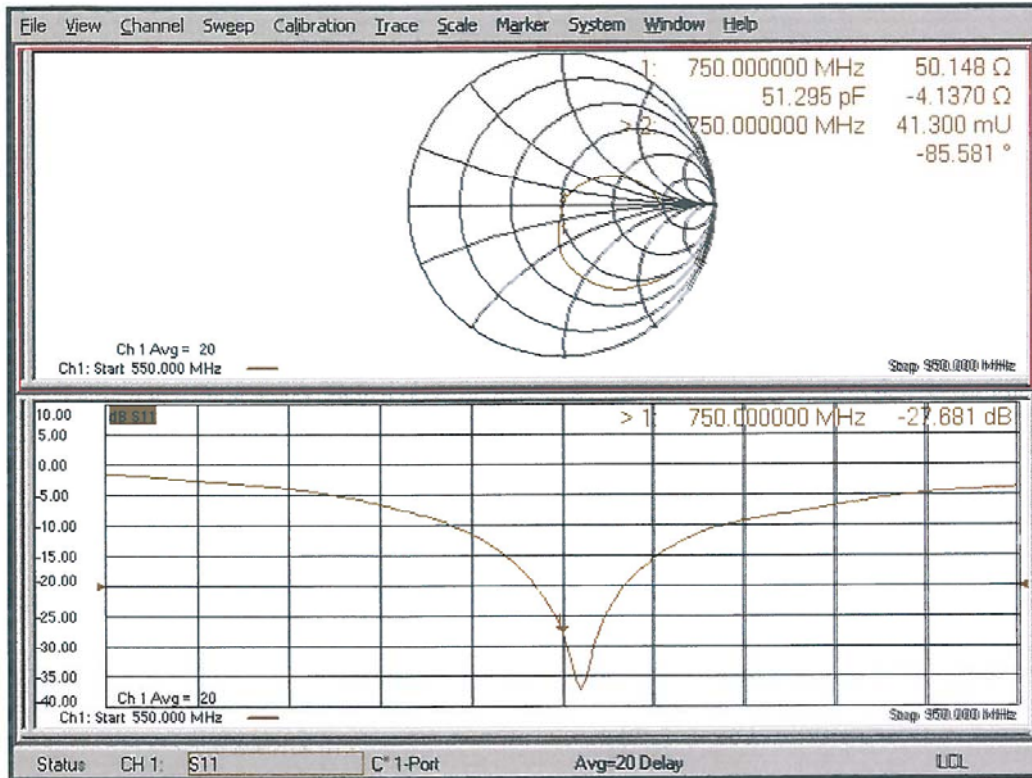 File View Channel Sweep Calibration Trace Scale Marker System Window Help
1: 750.000000 MHz 50.148 Ω
51.295 pF -4.1370 Ω
> 2: 750.000000 MHz 41.300 mU
-85.581 °
Ch 1 Avg = 20
Ch1: Start 550.000 MHz
Stop 950.000 MHz
10.00 dB S11 > 1: 750.000000 MHz -27.681 dB
5.00
0.00
-5.00
-10.00
-15.00
-20.00
-25.00
-30.00
-35.00
-40.00
Ch 1 Avg = 20
Ch1: Start 550.000 MHz
Stop 950.000 MHz
Status CH 1: S11 C* 1-Port Avg=20 Delay LCL